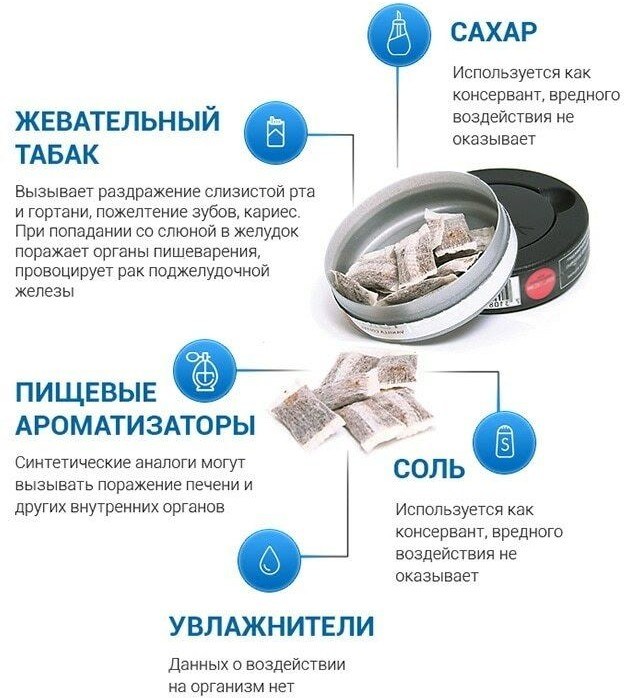 САХАР
Используется как
консервант, вредного
воздействия не
оказывает
ЖЕВАТЕЛЬНЫЙ
ТАБАК
Вызывает раздражение слизистой рта
и гортани, пожелтение зубов, кариес.
При попадании со слюной в желудок
поражает органы пищеварения,
провоцирует рак поджелудочной
железы
ПИЩЕВЫЕ
АРОМАТИЗАТОРЫ
Синтетические аналоги могут
вызывать поражение печени и
других внутренних органов
СОЛЬ
S
Используется как
консервант, вредного
воздействия не
оказывает
УВЛАЖНИТЕЛИ
Данных о воздействии
на организм нет